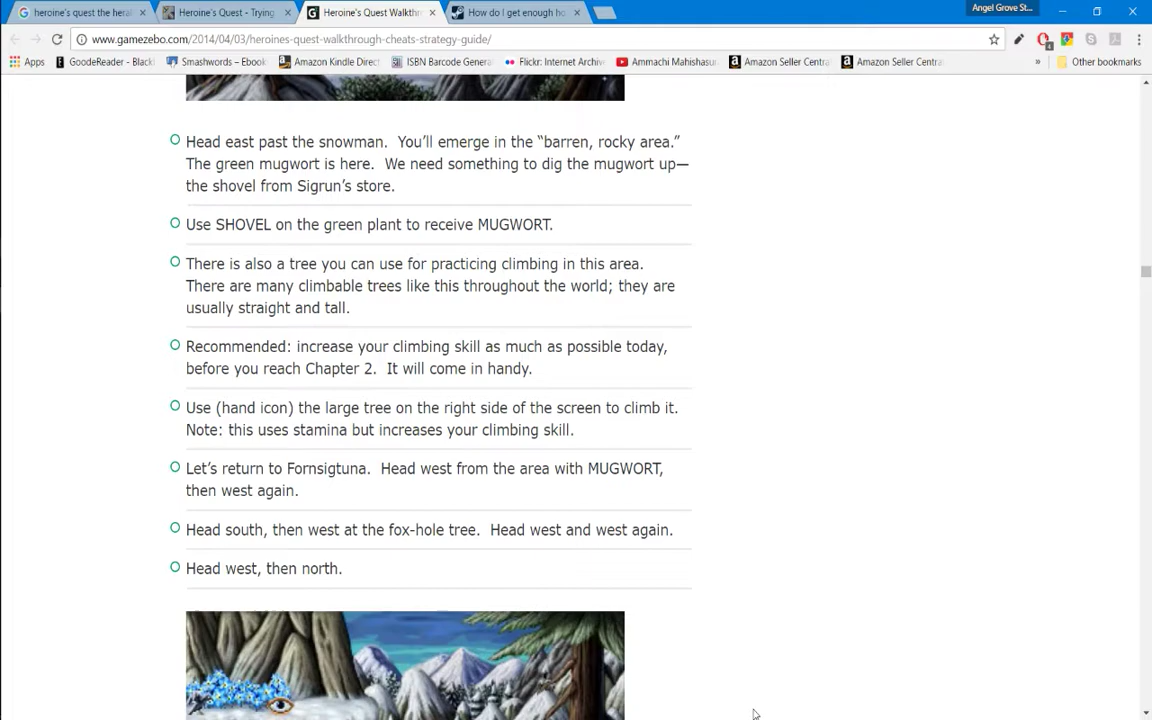 heroine's quest the hera
Heroine's Quest - Trying
Heroine's Quest Walkthr
How do I get enough ho
Angel Grove St...
www.gamezebo.com/2014/04/03/heroines-quest-walkthrough-cheats-strategy-guide/
Apps GoodeReader - Black Smashwords – Ebook Amazon Kindle Direct ISBN Barcode Genera Flickr: Internet Archiv Ammachi Mahishasur Amazon Seller Centra Amazon Seller Centra » Other bookmarks
Head east past the snowman. You'll emerge in the “barren, rocky area.”
The green mugwort is here. We need something to dig the mugwort up—
the shovel from Sigrun's store.
Use SHOVEL on the green plant to receive MUGWORT.
There is also a tree you can use for practicing climbing in this area.
There are many climbable trees like this throughout the world; they are
usually straight and tall.
Recommended: increase your climbing skill as much as possible today,
before you reach Chapter 2. It will come in handy.
Use (hand icon) the large tree on the right side of the screen to climb it.
Note: this uses stamina but increases your climbing skill.
Let's return to Fornsigtuna. Head west from the area with MUGWORT,
then west again.
Head south, then west at the fox-hole tree. Head west and west again.
Head west, then north.